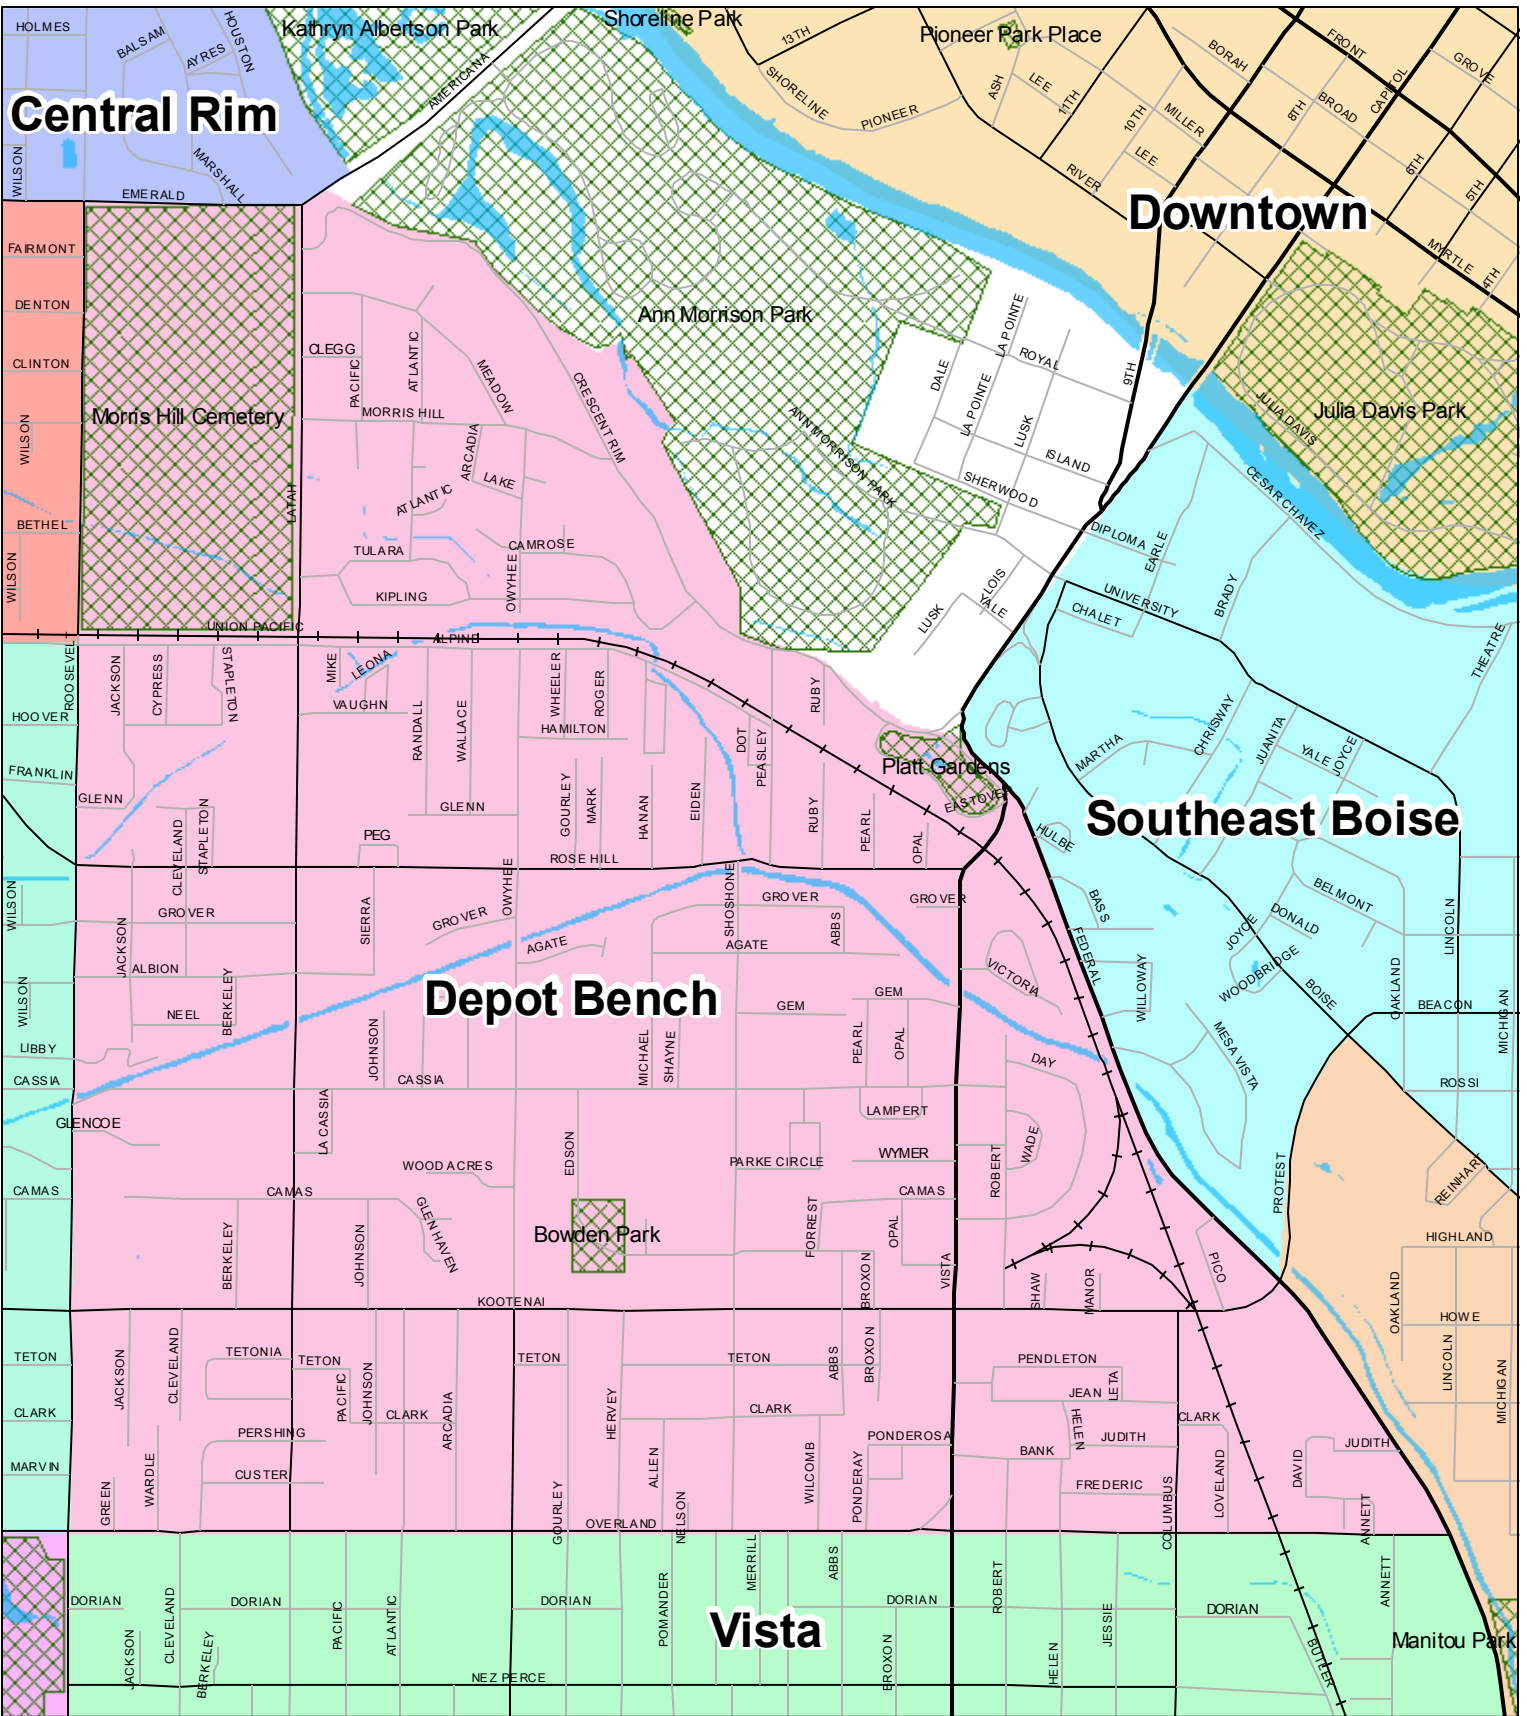 HOLMES
BALSAM
AYRES
HOUSTON
Kathryn Albertson Park
Shoreline Park
13TH
Pioneer Park Place
BORAH
FRONT
GROVE
AMERICANA
SHORELINE
PIONEER
ASH
LEE
11TH
10TH
MILLER
8TH
BROAD
CAPITOL
Central Rim
WILSON
MARSHALL
EMERALD
LEE
RIVER
6TH
5TH
Downtown
MYRTLE
4TH
FAIRMONT
DENTON
CLINTON
WILSON
BETHEL
WILSON
Morris Hill Cemetery
LATAH
UNION PACIFIC
CLEGG
PACIFIC
ATLANTIC
MEADOW
CRESCENT RIM
MORRIS HILL
ARCADIA
LAKE
ATLANTIC
TULARA
CAMROSE
OWYHEE
KIPLING
ALPINE
Ann Morrison Park
ANN MORRISON PARK
DALE
LA POINTE
LA POINTE
ROYAL
LUSK
ISLAND
SHERWOOD
9TH
JULIA DAVIS
Julia Davis Park
CESAR CHAVEZ
DIPLOMA
EARLE
LOIS
YALE
LUSK
UNIVERSITY
CHALET
BRADY
THEATRE
ROOSEVELT
HOOVER
FRANKLIN
JACKSON
CYPRESS
STAPLETON
MIKE
LEONA
VAUGHN
RANDALL
WALLACE
WHEELER
ROGER
HAMILTON
DOT
PEASLEY
RUBY
Platt Gardens
EASTOVER
MARTHA
CHRISWAY
JUANITA
YALE
JOYCE
GLENN
GLENN
GOURLEY
MARK
HANAN
EIDEN
RUBY
PEARL
OPAL
HULBE
Southeast Boise
CLEVELAND
STAPLETON
PEG
ROSE HILL
WILSON
GROVER
SIERRA
GROVER
OWYHEE
SHOSHONE
GROVER
ABBS
GROVER
BASS
BELMONT
DONALD
JOYCE
LINCOLN
JACKSON
ALBION
BERKELEY
AGATE
AGATE
VICTORIA
FEDERAL
WILLOWAY
WOODBRIDGE
BOISE
OAKLAND
BEACON
MICHIGAN
WILSON
NEEL
Depot Bench
GEM
GEM
LIBBY
CASSIA
JOHNSON
CASSIA
MICHAEL
SHAYNE
PEARL
OPAL
DAY
MESA VISTA
ROSSI
GLENCOE
LA CASSIA
EDSON
LAMPERT
WADE
WOOD ACRES
PARKE CIRCLE
WYMER
ROBERT
PROTEST
REINHART
CAMAS
CAMAS
CAMAS
BERKELEY
JOHNSON
GLEN HAVEN
Bowden Park
FORREST
OPAL
BROXON
VISTA
SHAW
MANOR
PICO
HIGHLAND
KOOTENAI
OAKLAND
HOWE
LINCOLN
MICHIGAN
TETON
JACKSON
CLEVELAND
TETONIA
TETON
PACIFIC
JOHNSON
ARCADIA
TETON
HERVEY
TETON
ABBS
BROXON
PENDLETON
JEAN
LETA
CLARK
CLARK
CLARK
HELEN
JUDITH
CLARK
PERSHING
PONDEROSA
BANK
JUDITH
MARVIN
GREEN
WARDLE
CUSTER
GOURLEY
ALLEN
NELSON
WILCOMB
PONDERAY
FREDERIC
COLUMBUS
LOVELAND
DAVID
ANNETT
OVERLAND
MERRILL
ABBS
DORIAN
CLEVELAND
DORIAN
PACIFIC
ATLANTIC
DORIAN
POMANDER
DORIAN
ROBERT
JESSIE
DORIAN
ANNETT
Vista
JACKSON
BERKELEY
NEZ PERCE
BROXON
HELEN
BUTLER
Manitou Park